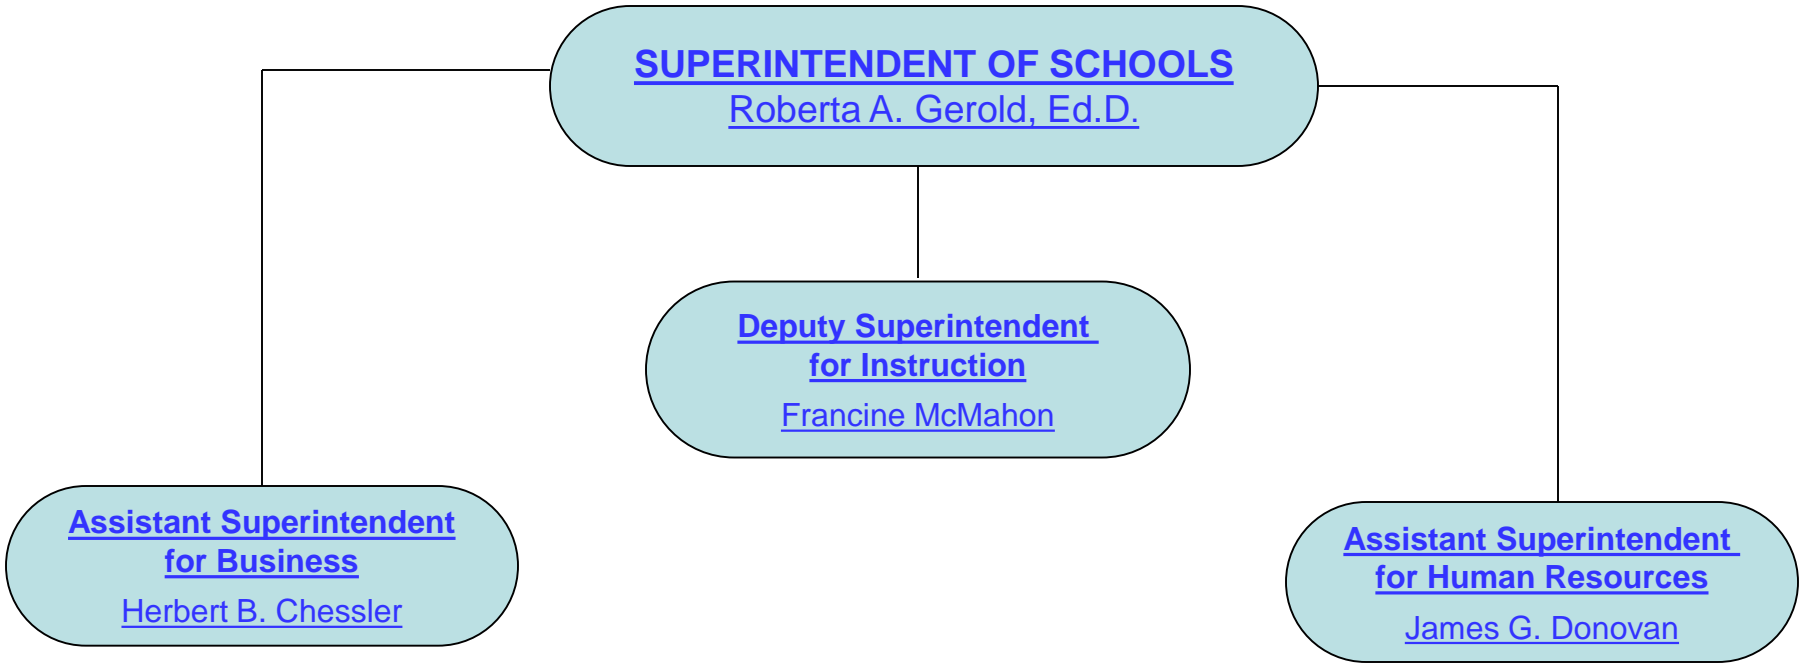 SUPERINTENDENT OF SCHOOLS
Roberta A. Gerold, Ed.D.
Deputy Superintendent
for Instruction
Francine McMahon
Assistant Superintendent
for Business
Herbert B. Chessler
Assistant Superintendent
for Human Resources
James G. Donovan